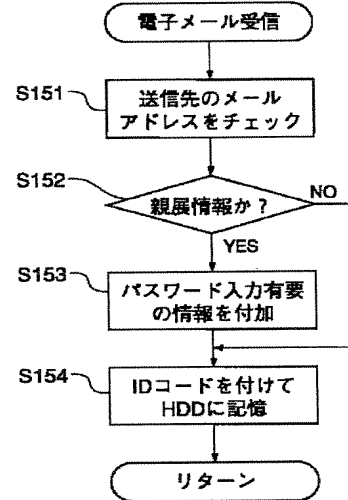 電子メール受信
S151
送信先のメール
アドレスをチェック
S152
親展情報か?
NO
YES
S153
パスワード入力有要
の情報を付加
S154
IDコードを付けて
HDDに記憶
リターン